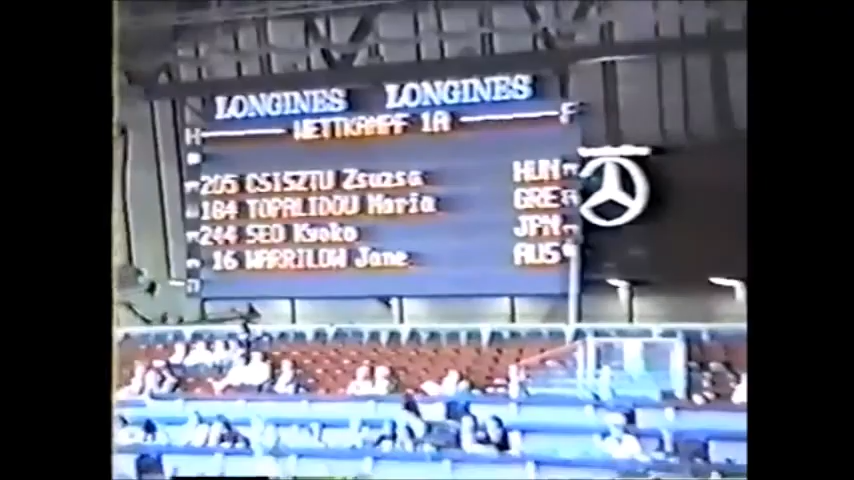 LONGINES LONGINES
WETTKAMPF 1A
205 CSISZTU Zsuzsa HUN
184 TOPALIDOU Maria GRE
244 SEO Kyoko JPN
16 WARRILOW Jane AUS